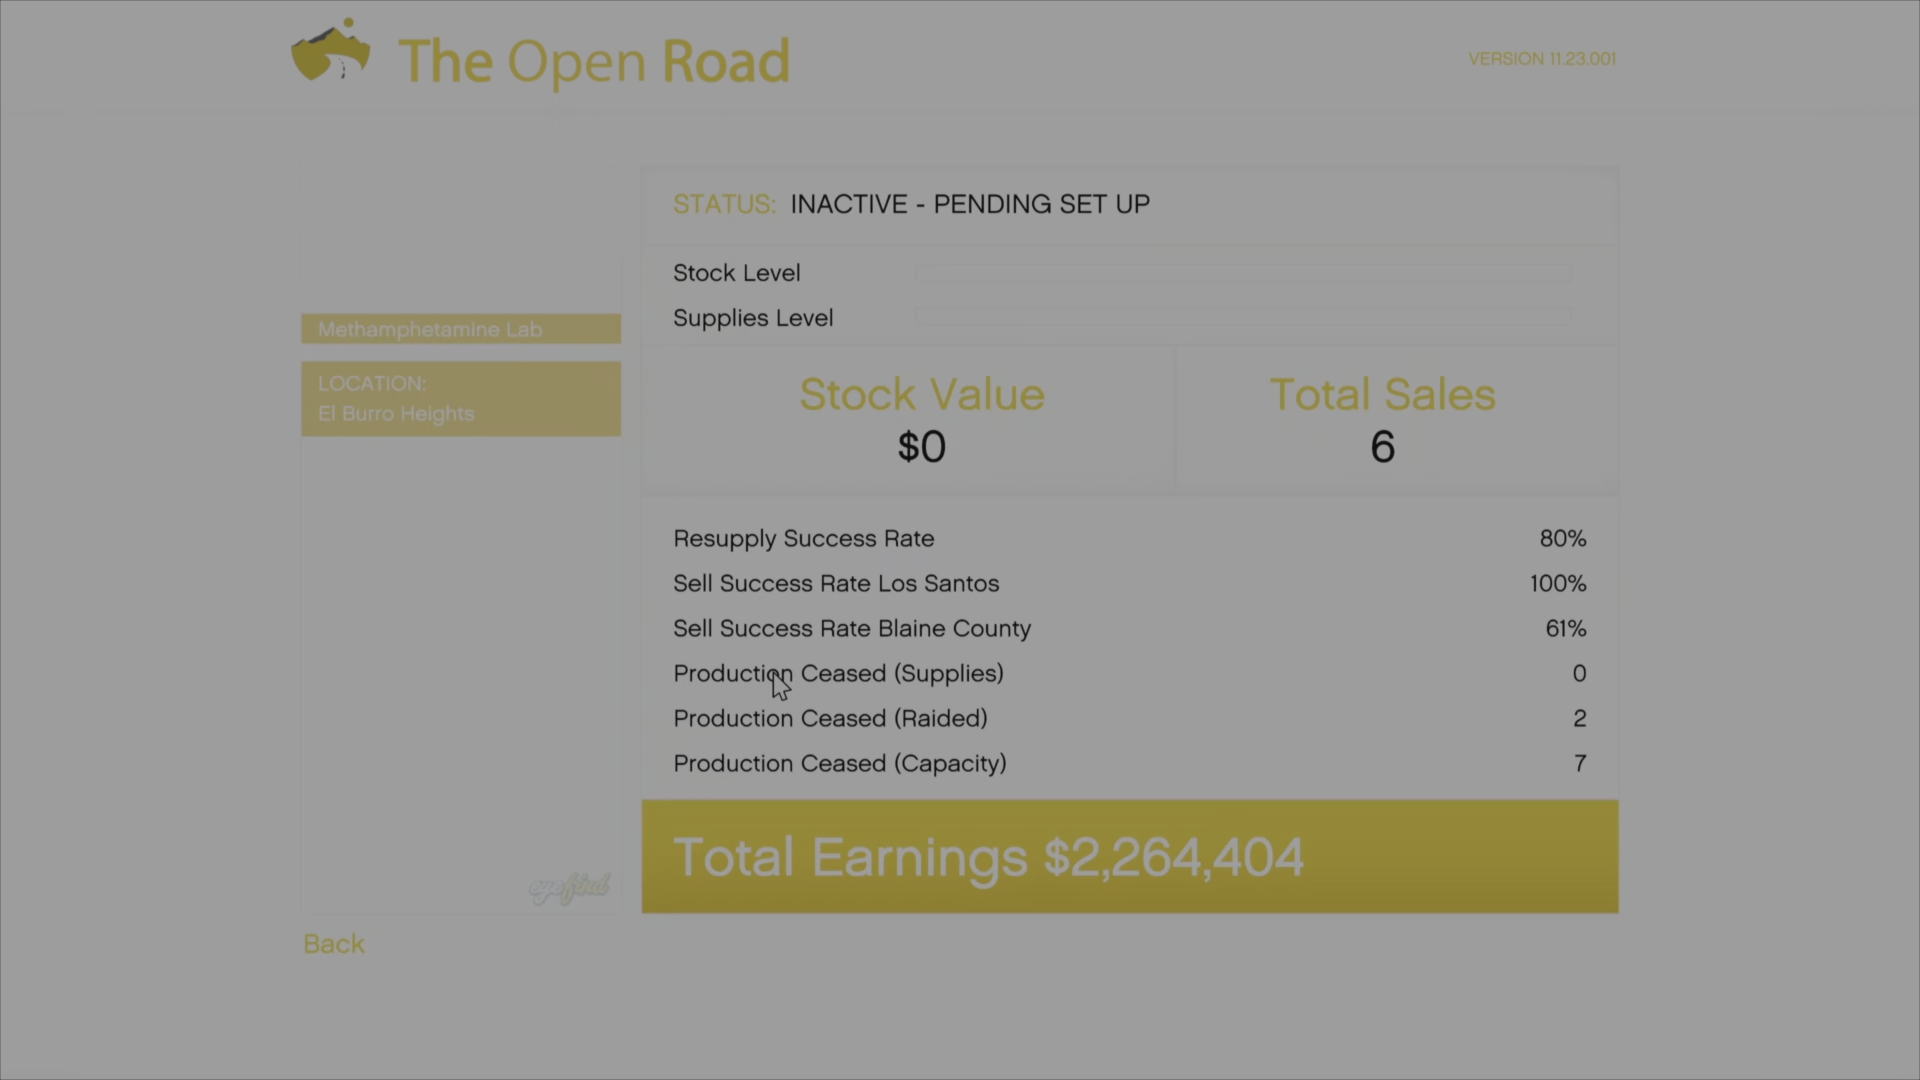 The Open Road
VERSION 11.23.001
Methamphetamine Lab
LOCATION:
El Burro Heights
eyefind
Back
STATUS: INACTIVE - PENDING SET UP
Stock Level
Supplies Level
Stock Value
$0
Total Sales
6
Resupply Success Rate 80%
Sell Success Rate Los Santos 100%
Sell Success Rate Blaine County 61%
Production Ceased (Supplies) 0
Production Ceased (Raided) 2
Production Ceased (Capacity) 7
Total Earnings $2,264,404